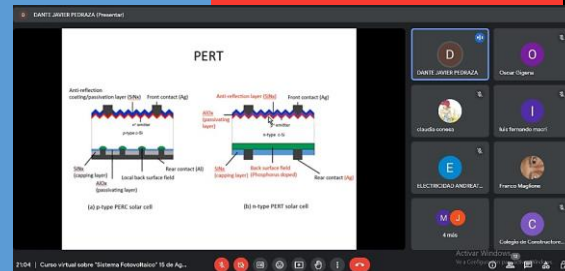 DANTE JAVIER PEDRAZA (Presentar)
PERT
Anti-reflection
coating/passivation layer (SiNx) Front contact (Ag)
n+ emitter
p-type c-Si
SiNx
(capping layer)
AlOx
(passivating layer)
Local back surface field
Rear contact (Al)
(a) p-type PERC solar cell
Anti-reflection layer (SiNx) Front contact (Ag)
AlOx
(passivating
layer)
emitter
n-type c-Si
SiNx
(capping layer)
Back surface field
(Phosphorus doped)
Rear contact (Ag)
(b) n-type PERT solar cell
D
DANTE JAVIER PEDRAZA
O
Oscar Gigena
claudia conesa
I
luis fernando macri
E
ELECTRICIDAD ANDREAT...
Franco Maglione
M J
4 más
C
Colegio de Constructore...
Activar Windows
21:04 | Curso virtual sobre "Sistema Fotovoltaico" 15 de Ag...